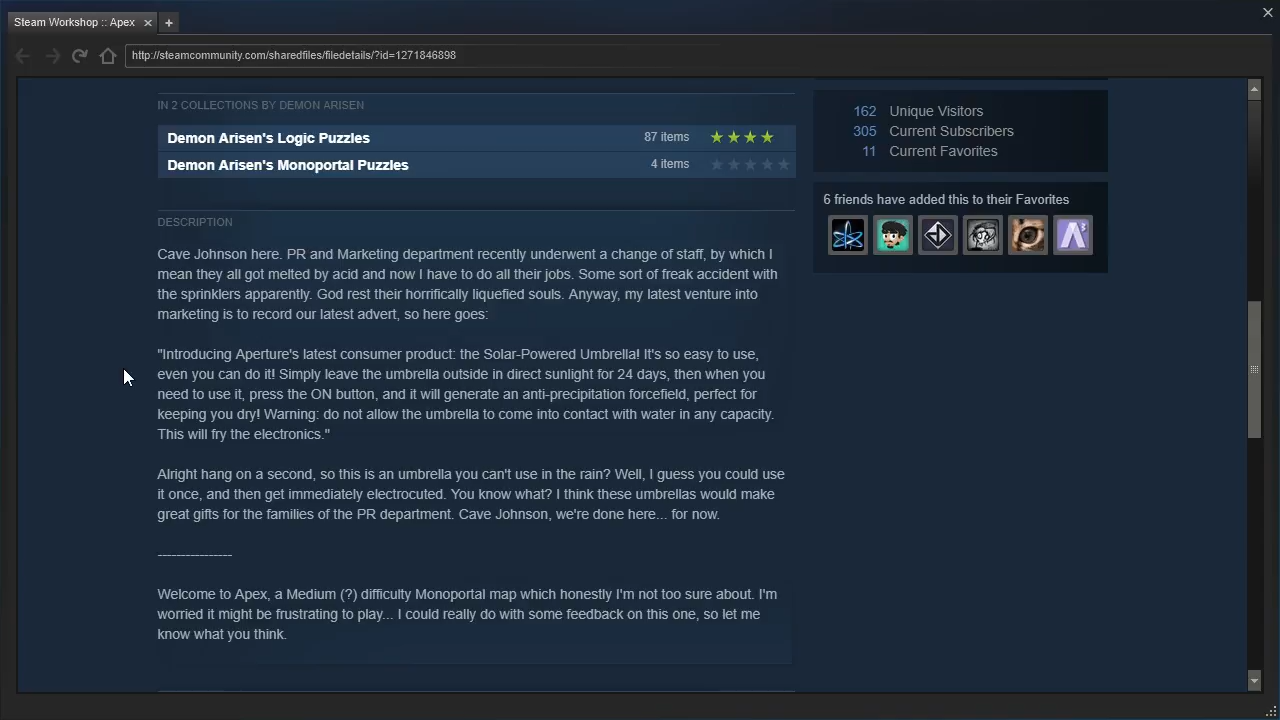 Steam Workshop :: Apex
http://steamcommunity.com/sharedfiles/filedetails/?id=1271846898
IN 2 COLLECTIONS BY DEMON ARISEN
Demon Arisen's Logic Puzzles 87 items
Demon Arisen's Monoportal Puzzles 4 items
DESCRIPTION
Cave Johnson here. PR and Marketing department recently underwent a change of staff, by which I
mean they all got melted by acid and now I have to do all their jobs. Some sort of freak accident with
the sprinklers apparently. God rest their horrifically liquefied souls. Anyway, my latest venture into
marketing is to record our latest advert, so here goes:
"Introducing Aperture's latest consumer product: the Solar-Powered Umbrella! It's so easy to use,
even you can do it! Simply leave the umbrella outside in direct sunlight for 24 days, then when you
need to use it, press the ON button, and it will generate an anti-precipitation forcefield, perfect for
keeping you dry! Warning: do not allow the umbrella to come into contact with water in any capacity.
This will fry the electronics."
Alright hang on a second, so this is an umbrella you can't use in the rain? Well, I guess you could use
it once, and then get immediately electrocuted. You know what? I think these umbrellas would make
great gifts for the families of the PR department. Cave Johnson, we're done here... for now.
----------------
Welcome to Apex, a Medium (?) difficulty Monoportal map which honestly I'm not too sure about. I'm
worried it might be frustrating to play... I could really do with some feedback on this one, so let me
know what you think.
162 Unique Visitors
305 Current Subscribers
11 Current Favorites
6 friends have added this to their Favorites